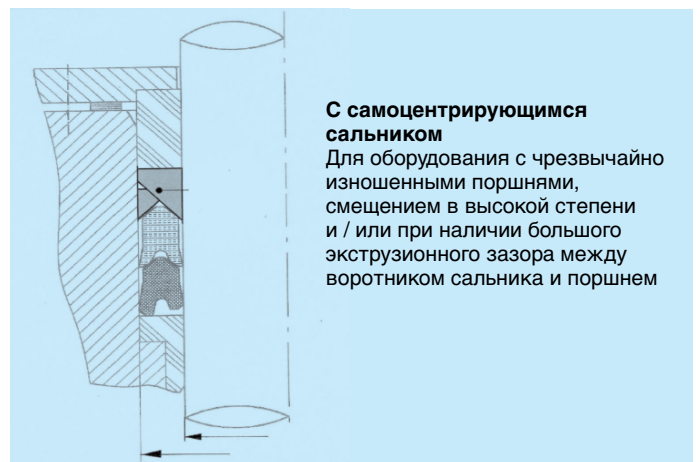 С самоцентрирующимся
сальником
Для оборудования с чрезвычайно
изношенными поршнями,
смещением в высокой степени
и / или при наличии большого
экструзионного зазора между
воротником сальника и поршнем